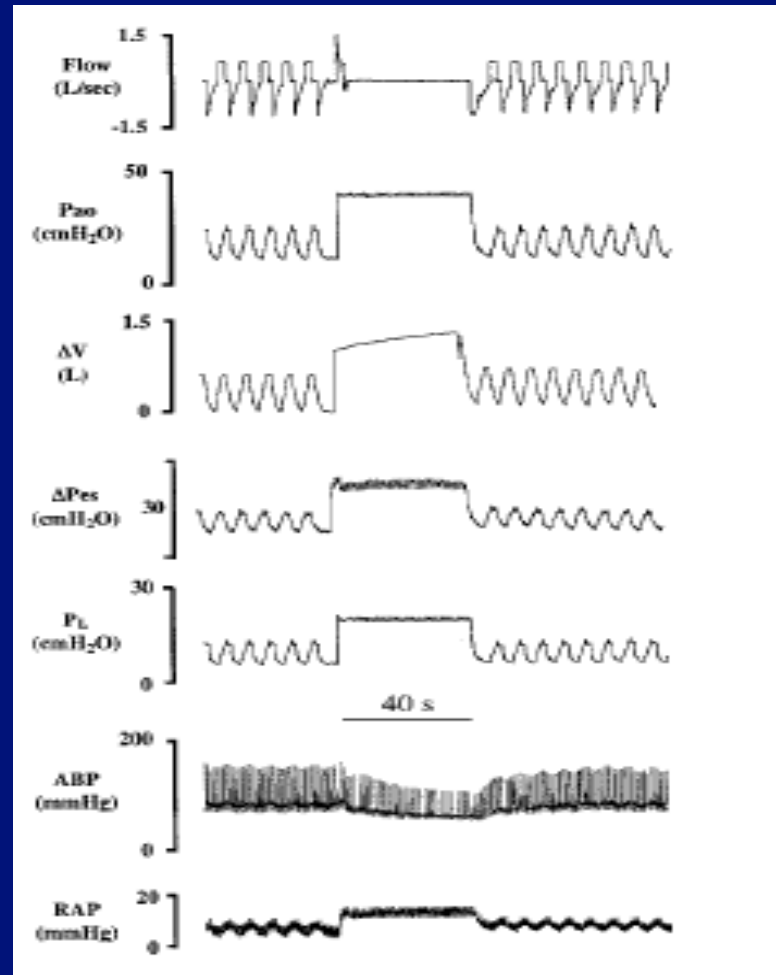 1.5
Flow
(L/sec)
-1.5
50
Pao
(cmH₂O)
0
1.5
ΔV
(L)
0
ΔPes
30
(cmH₂O)
30
PL
(cmH₂O)
0
40 s
200
ABP
(mmHg)
0
20
RAP
(mmHg)
0